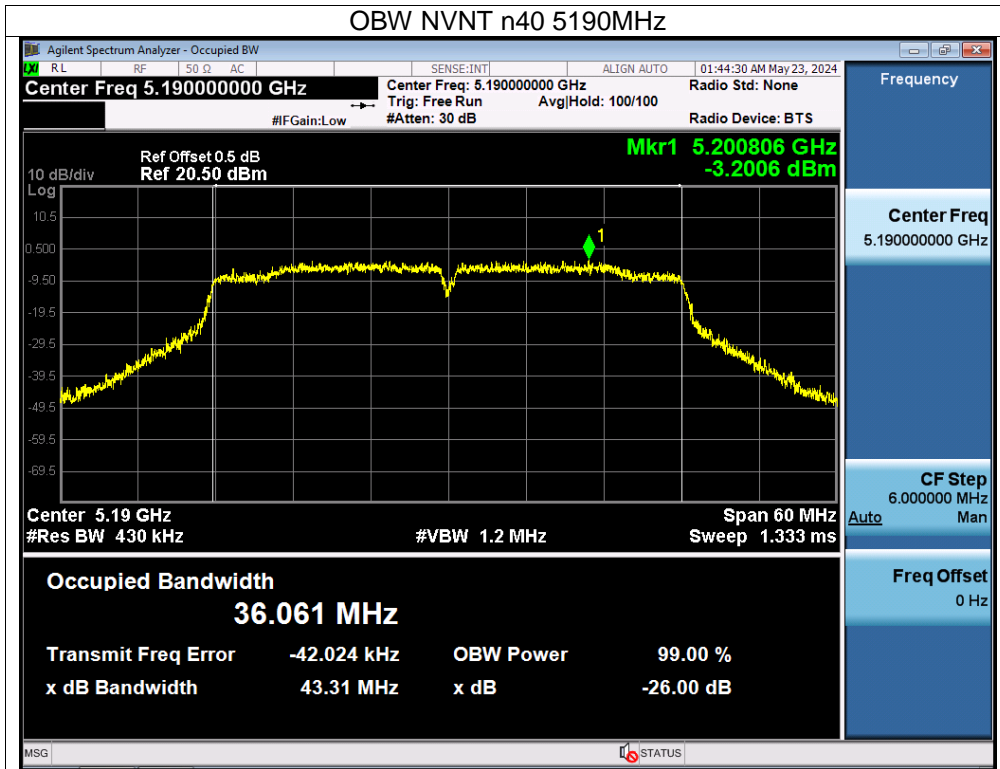 OBW NVNT n40 5190MHz
Agilent Spectrum Analyzer - Occupied BW
LXI RL RF 50 Ω AC SENSE:INT ALIGN AUTO 01:44:30 AM May 23, 2024
Center Freq 5.190000000 GHz
Center Freq: 5.190000000 GHz
Radio Std: None
Trig: Free Run Avg|Hold: 100/100
#IFGain:Low #Atten: 30 dB Radio Device: BTS
Frequency
Mkr1 5.200806 GHz
-3.2006 dBm
Ref Offset 0.5 dB
10 dB/div Ref 20.50 dBm
Log
10.5
0.500
-9.50
-19.5
-29.5
-39.5
-49.5
-59.5
-69.5
1
Center 5.19 GHz Span 60 MHz
#Res BW 430 kHz #VBW 1.2 MHz Sweep 1.333 ms
Center Freq
5.190000000 GHz
CF Step
6.000000 MHz
Auto Man
Freq Offset
0 Hz
Occupied Bandwidth
36.061 MHz
Transmit Freq Error -42.024 kHz OBW Power 99.00 %
x dB Bandwidth 43.31 MHz x dB -26.00 dB
MSG STATUS